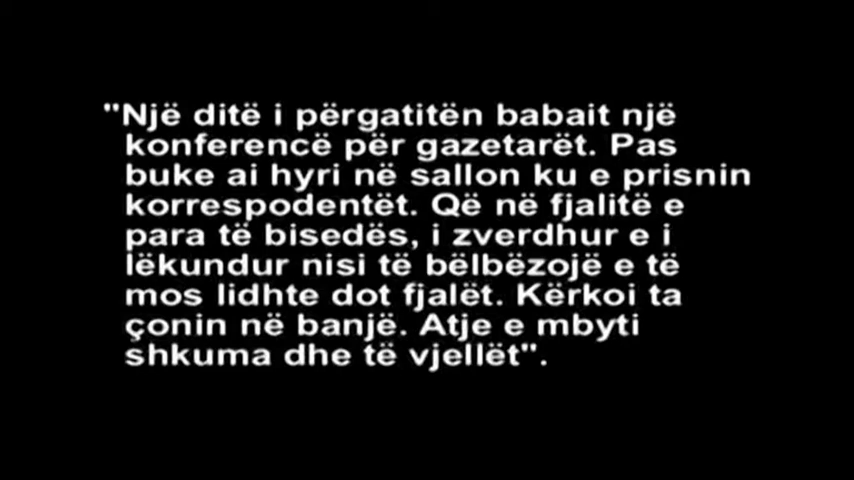 "Një ditë i përgatitën babait një
konferencë për gazetarët. Pas
buke ai hyri në sallon ku e prisnin
korrespodentët. Që në fjalitë e
para të bisedës, i zverdhur e i
lëkundur nisi të bëlbëzojë e të
mos lidhte dot fjalët. Kërkoi ta
çonin në banjë. Atje e mbyti
shkuma dhe të vjellët".